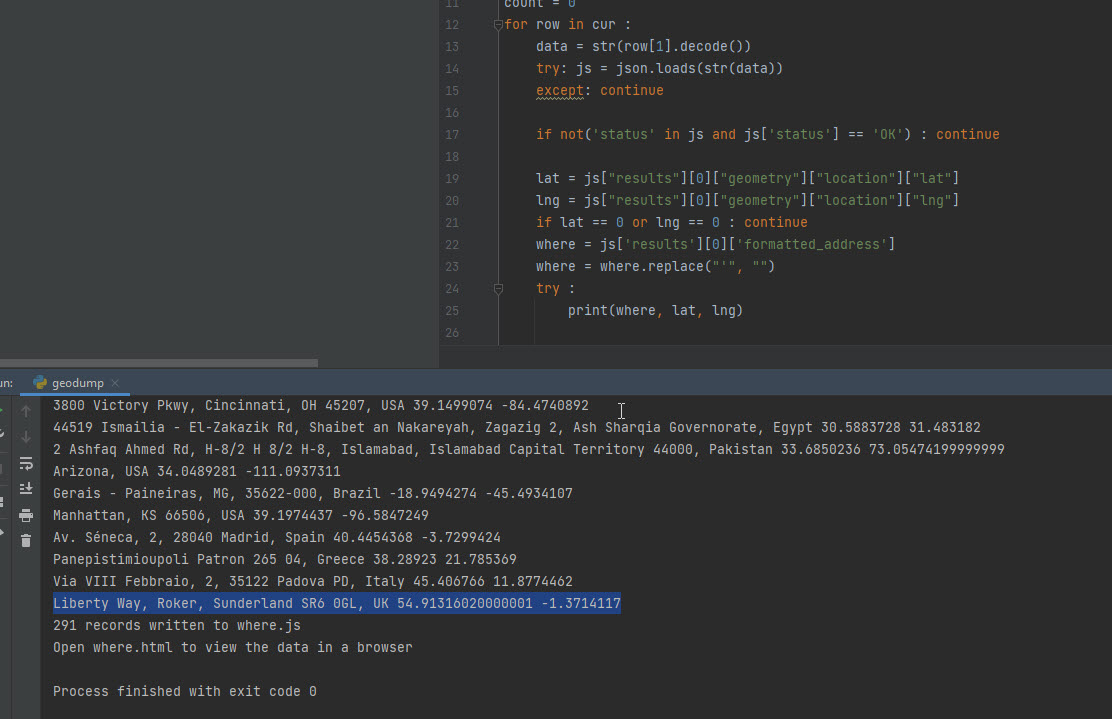 11 count = 0
12 for row in cur :
13 data = str(row[1].decode())
14 try: js = json.loads(str(data))
15 except: continue
16
17 if not('status' in js and js['status'] == 'OK') : continue
18
19 lat = js["results"][0]["geometry"]["location"]["lat"]
20 lng = js["results"][0]["geometry"]["location"]["lng"]
21 if lat == 0 or lng == 0 : continue
22 where = js['results'][0]['formatted_address']
23 where = where.replace("'", "")
24 try :
25 print(where, lat, lng)
26
un: geodump
3800 Victory Pkwy, Cincinnati, OH 45207, USA 39.1499074 -84.4740892
44519 Ismailia - El-Zakazik Rd, Shaibet an Nakareyah, Zagazig 2, Ash Sharqia Governorate, Egypt 30.5883728 31.483182
2 Ashfaq Ahmed Rd, H-8/2 H 8/2 H-8, Islamabad, Islamabad Capital Territory 44000, Pakistan 33.6850236 73.05474199999999
Arizona, USA 34.0489281 -111.0937311
Gerais - Paineiras, MG, 35622-000, Brazil -18.9494274 -45.4934107
Manhattan, KS 66506, USA 39.1974437 -96.5847249
Av. Séneca, 2, 28040 Madrid, Spain 40.4454368 -3.7299424
Panepistimioupoli Patron 265 04, Greece 38.28923 21.785369
Via VIII Febbraio, 2, 35122 Padova PD, Italy 45.406766 11.8774462
Liberty Way, Roker, Sunderland SR6 0GL, UK 54.91316020000001 -1.3714117
291 records written to where.js
Open where.html to view the data in a browser
Process finished with exit code 0